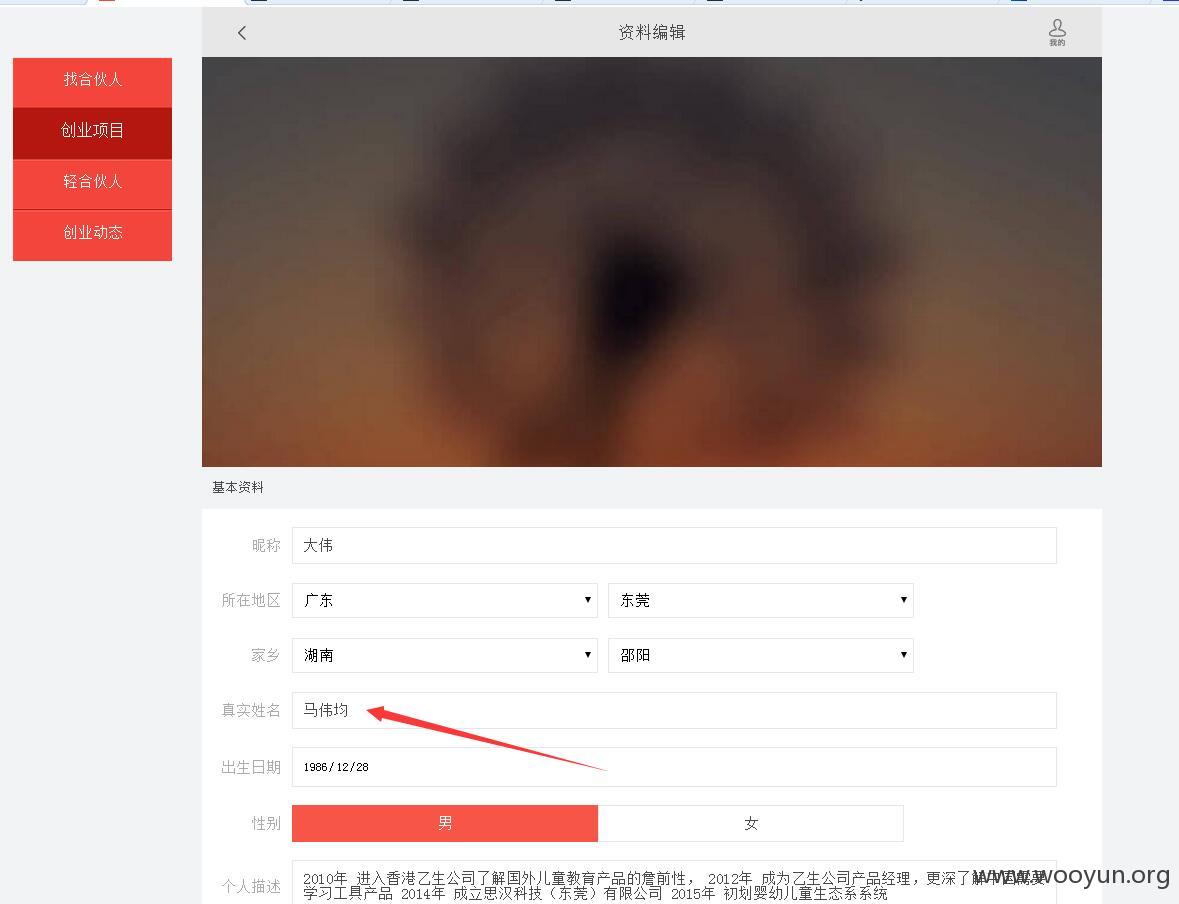 资料编辑
我的
找合伙人
创业项目
轻合伙人
创业动态
基本资料
昵称 大伟
所在地区 广东 东莞
家乡 湖南 邵阳
真实姓名 马伟均
出生日期 1986/12/28
性别 男 女
个人描述 2010年 进入香港乙生公司了解国外儿童教育产品的詹前性， 2012年 成为乙生公司产品经理，更深了解
学习工具产品 2014年 成立思汉科技（东莞）有限公司 2015年 初划婴幼儿童生态系系统
www.wooyun.org